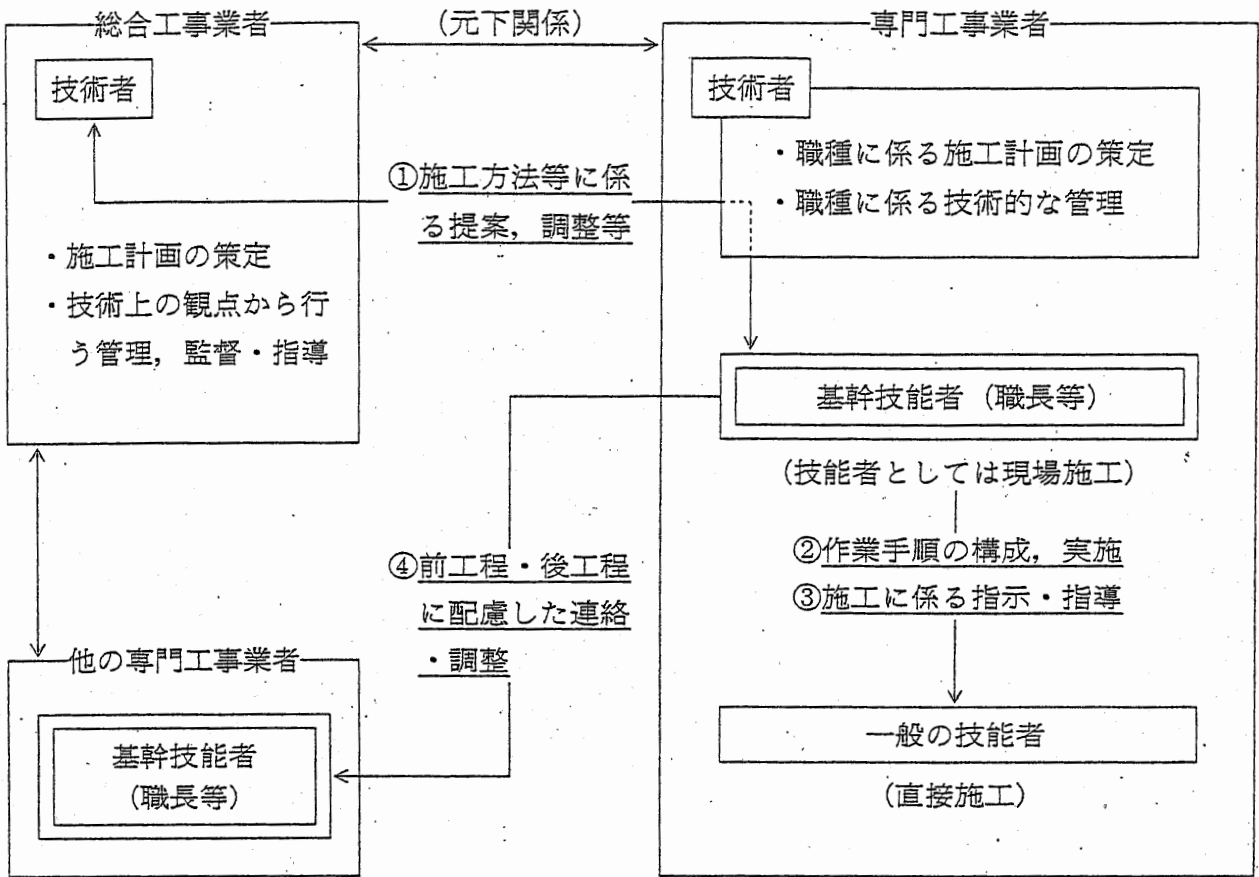 総合工事業者
(元下関係)
専門工事業者
技術者
・施工計画の策定
・技術上の観点から行
う管理，監督・指導
①施工方法等に係
る提案，調整等
技術者
・職種に係る施工計画の策定
・職種に係る技術的な管理
基幹技能者（職長等）
(技能者としては現場施工)
②作業手順の構成，実施
③施工に係る指示・指導
④前工程・後工程
に配慮した連絡
・調整
他の専門工事業者
基幹技能者
(職長等)
一般の技能者
(直接施工)